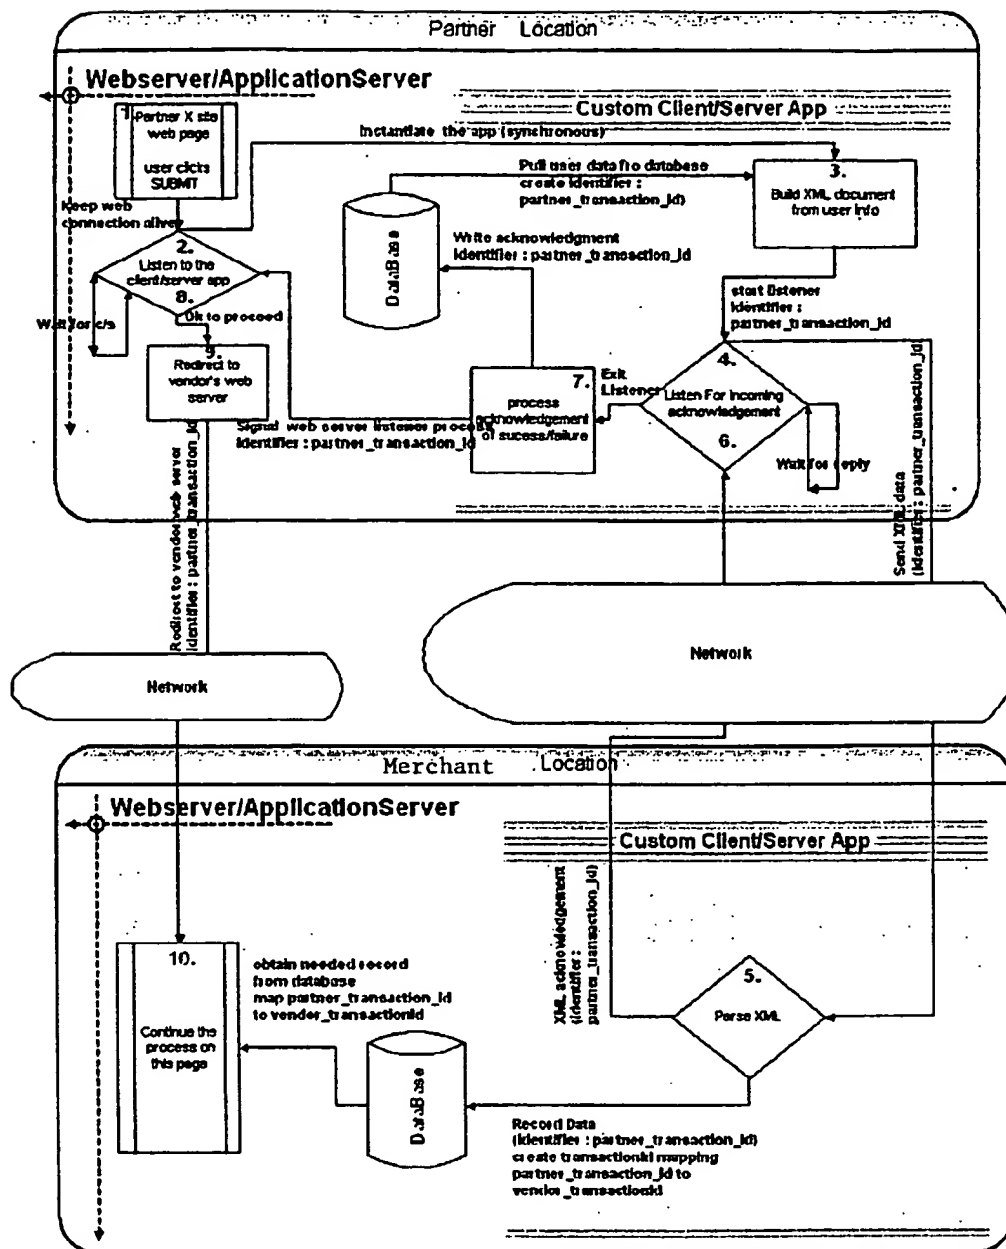 Partner Location
Webserver/ApplicationServer
Custom Client/Server App
1.
Partner X site
web page
user clicks
SUBMIT
Instantiate the app (synchronous)
Pull user data fro database
create identifier :
partner_transaction_id)
3.
Build XML document
from user info
Keep web
connection alive
2.
Listen to the
client/server app
8.
DataBase
Write acknowledgment
identifier : partner_transaction_id
start listener
identifier :
partner_transaction_id
Wait for c/s
Ok to proceed
9.
Redirect to
vendor's web
server
7.
process
acknowledgement
of sucess/failure
Exit
Listener
4.
Listen For Incoming
acknowledgement
6.
Wait for reply
Signal web server listener process
identifier : partner_transaction_id
Redirect to vendor web server
identifier : partner_transaction_id
Send XML data
(identifier : partner_transaction_id)
Network
Network
Merchant Location
Webserver/ApplicationServer
Custom Client/Server App
XML acknowledgement
(identifier :
partner_transaction_id)
10.
Continue the
process on
this page
obtain needed record
from database
map partner_transaction_id
to vender_transactionId
5.
Parse XML
DataBase
Record Data
(identifier : partner_transaction_id)
create transactionId mapping
partner_transaction_id to
vendor_transactionId